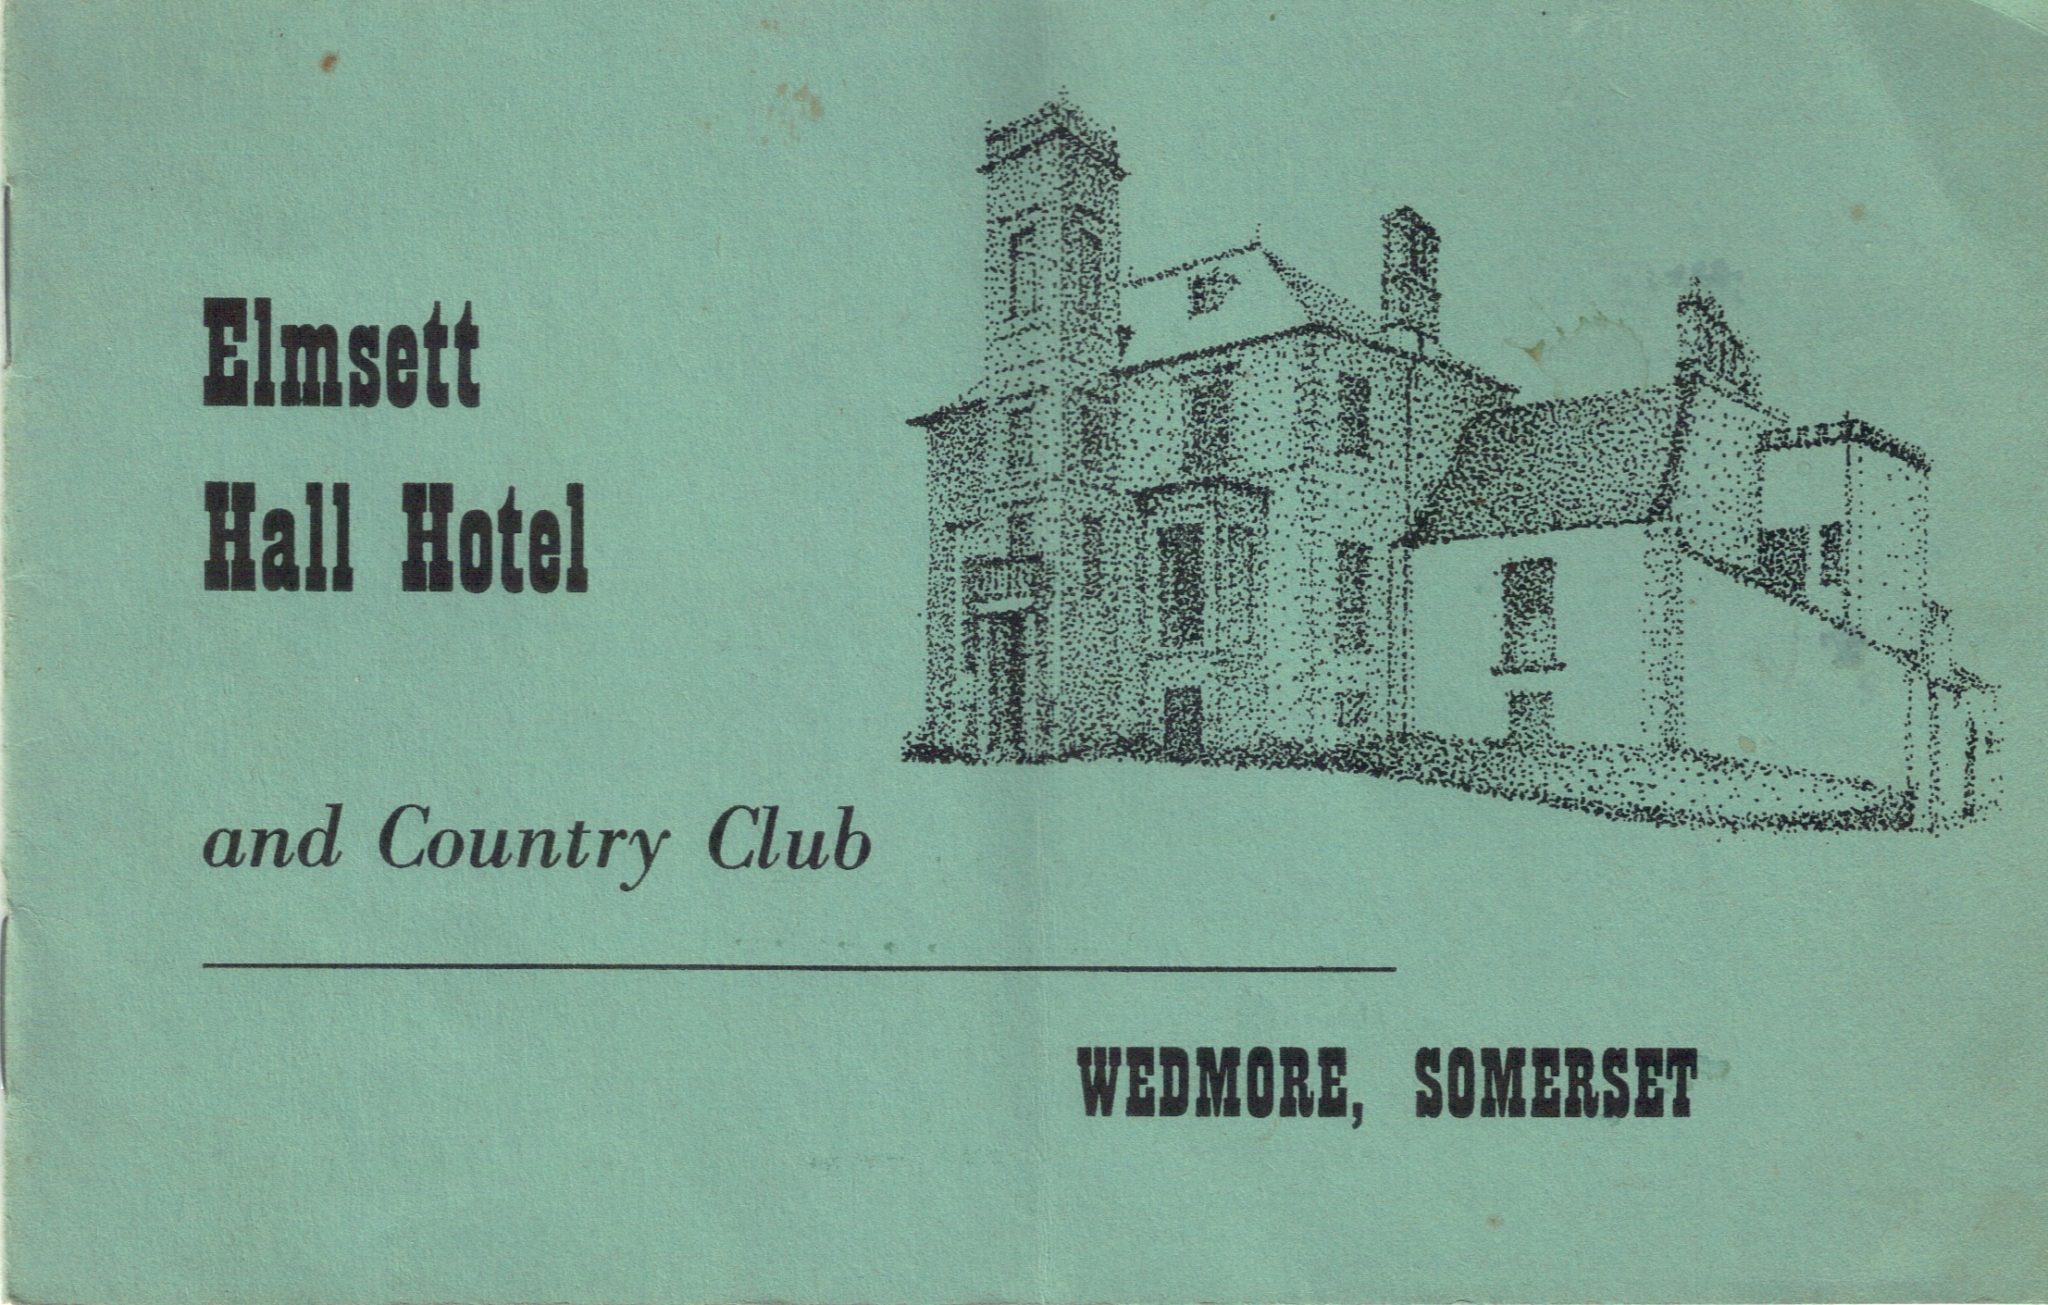 Elmsett
Hall Hotel
and Country Club
WEDMORE, SOMERSET